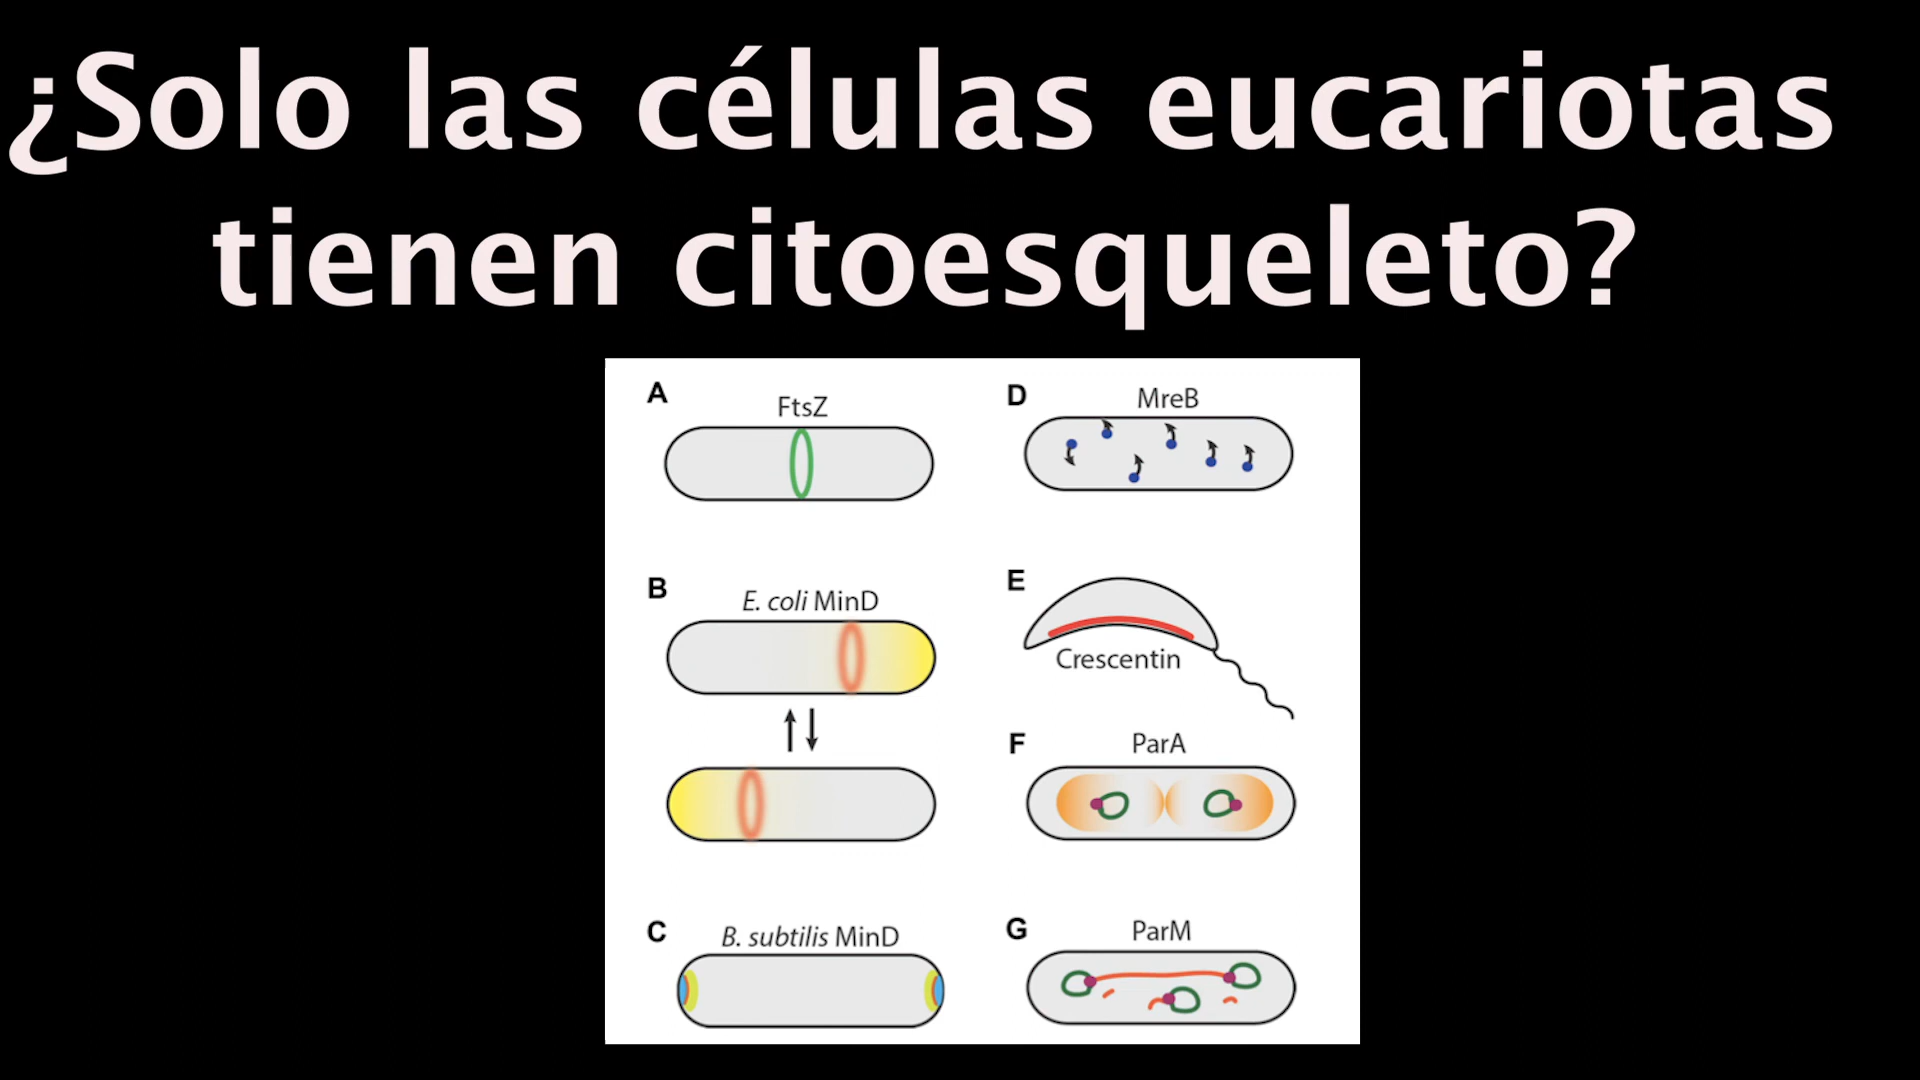 ¿Solo las células eucariotas
tienen citoesqueleto?
A
FtsZ
B
E. coli MinD
C
B. subtilis MinD
D
MreB
E
Crescentin
F
ParA
G
ParM